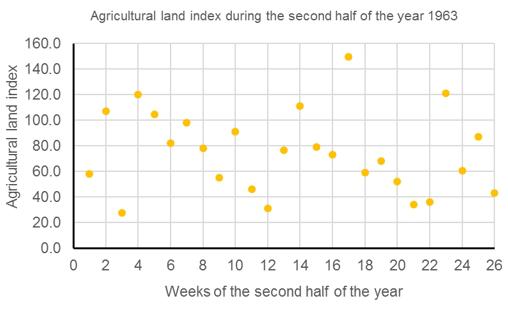 Agricultural land index during the second half of the year 1963
160.0
140.0
120.0
100.0
80.0
60.0
40.0
20.0
0.0
Agricultural land index
0 2 4 6 8 10 12 14 16 18 20 22 24 26
Weeks of the second half of the year